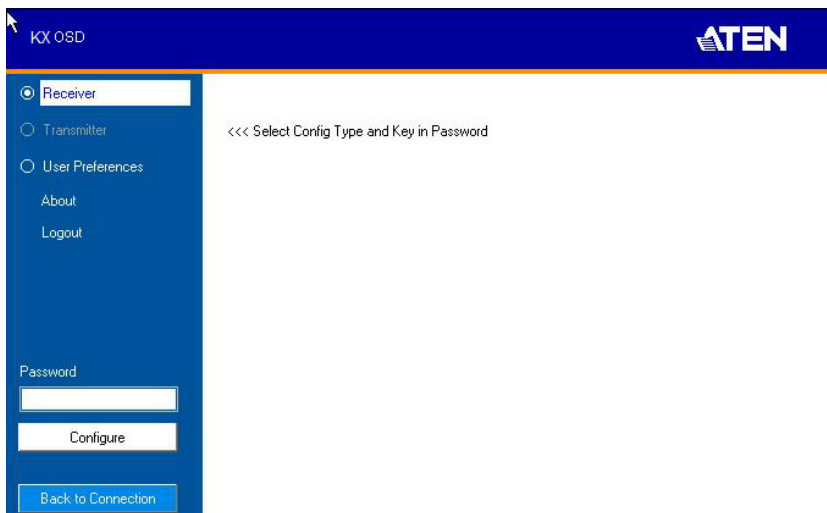 KX OSD
ATEN
Receiver
Transmitter
<<< Select Config Type and Key in Password
User Preferences
About
Logout
Password
Configure
Back to Connection